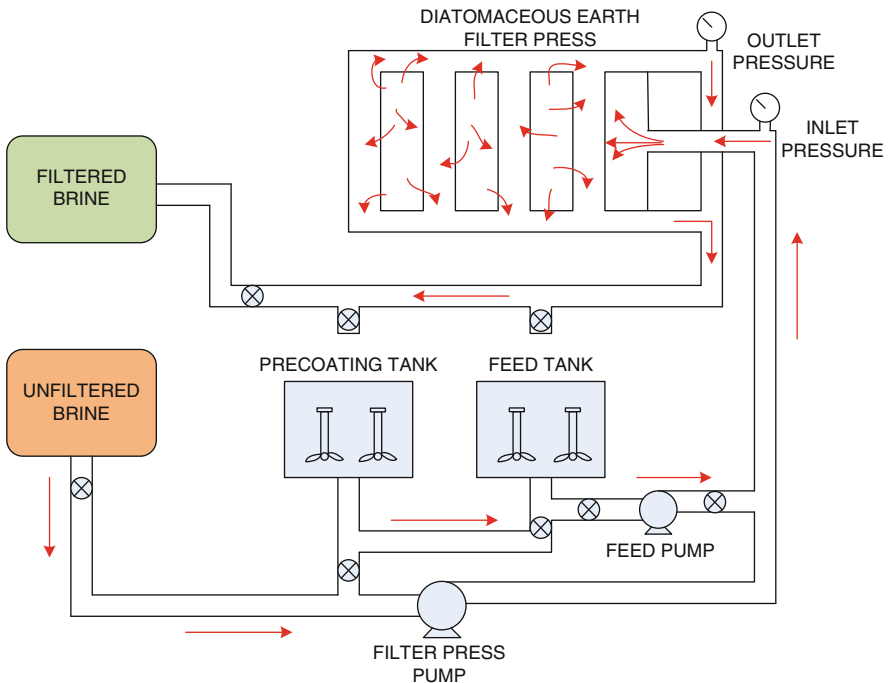 DIATOMACEOUS EARTH
FILTER PRESS
OUTLET
PRESSURE
INLET
PRESSURE
FILTERED
BRINE
UNFILTERED
BRINE
PRECOATING TANK
FEED TANK
FEED PUMP
FILTER PRESS
PUMP